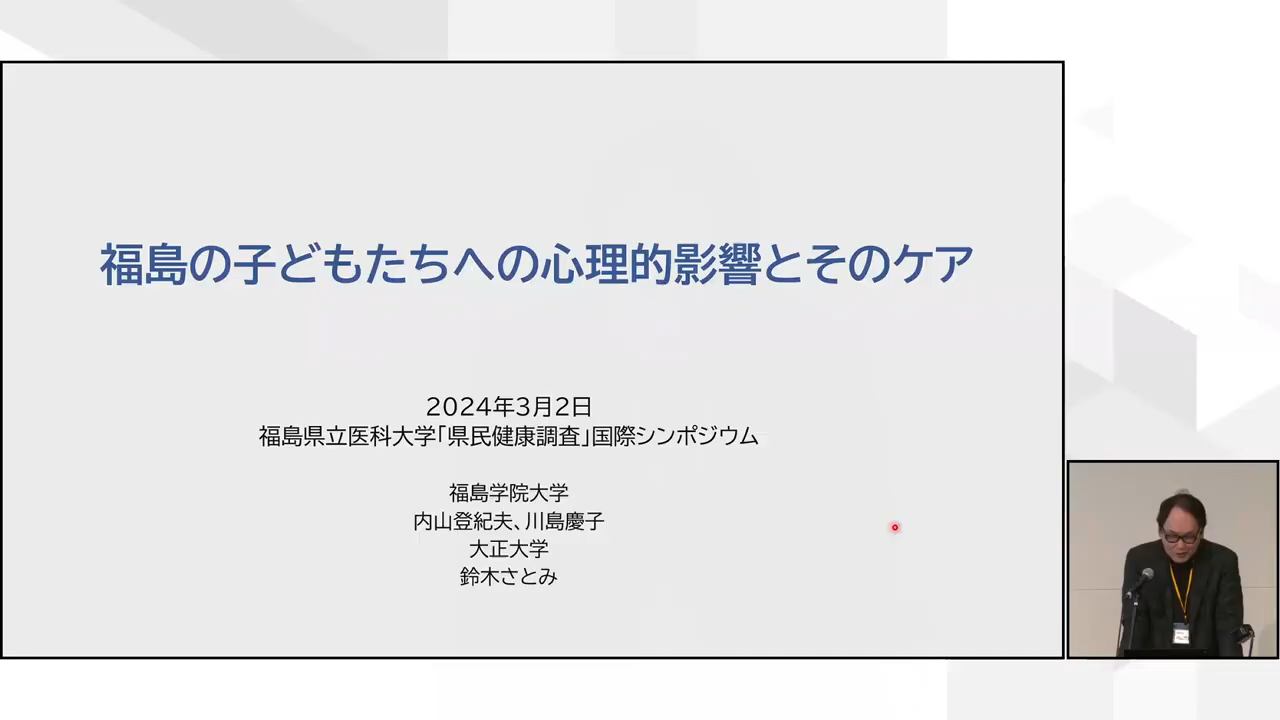 福島の子どもたちへの心理的影響とそのケア
2024年3月2日
福島県立医科大学「県民健康調査」国際シンポジウム
福島学院大学
内山登紀夫、川島慶子
大正大学
鈴木さとみ